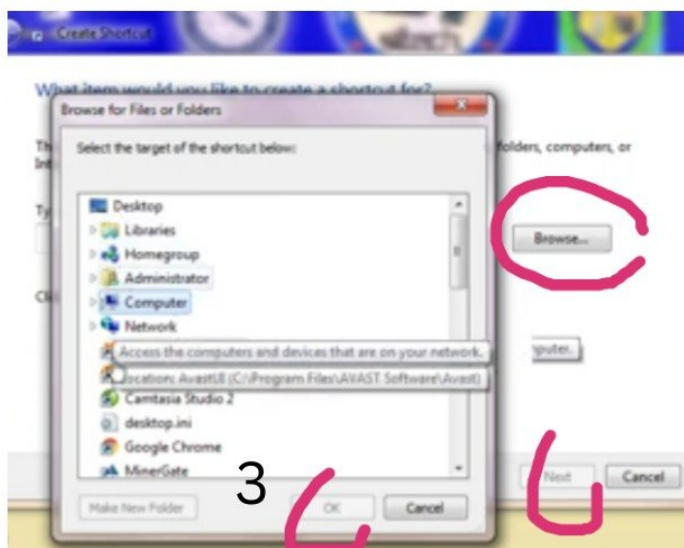 Create Shortcut
What item would you like to create a shortcut for?
Browse for Files or Folders
Select the target of the shortcut below:
folders, computers, or
Desktop
Libraries
Homegroup
Administrator
Computer
Network
Access the computers and devices that are on your network.
Location: AvastUI (C:\Program Files\AVAST Software\Avast)
Camtasia Studio 2
desktop.ini
Google Chrome
MinerGate
Browse...
Make New Folder
3
OK
Cancel
Next
Cancel